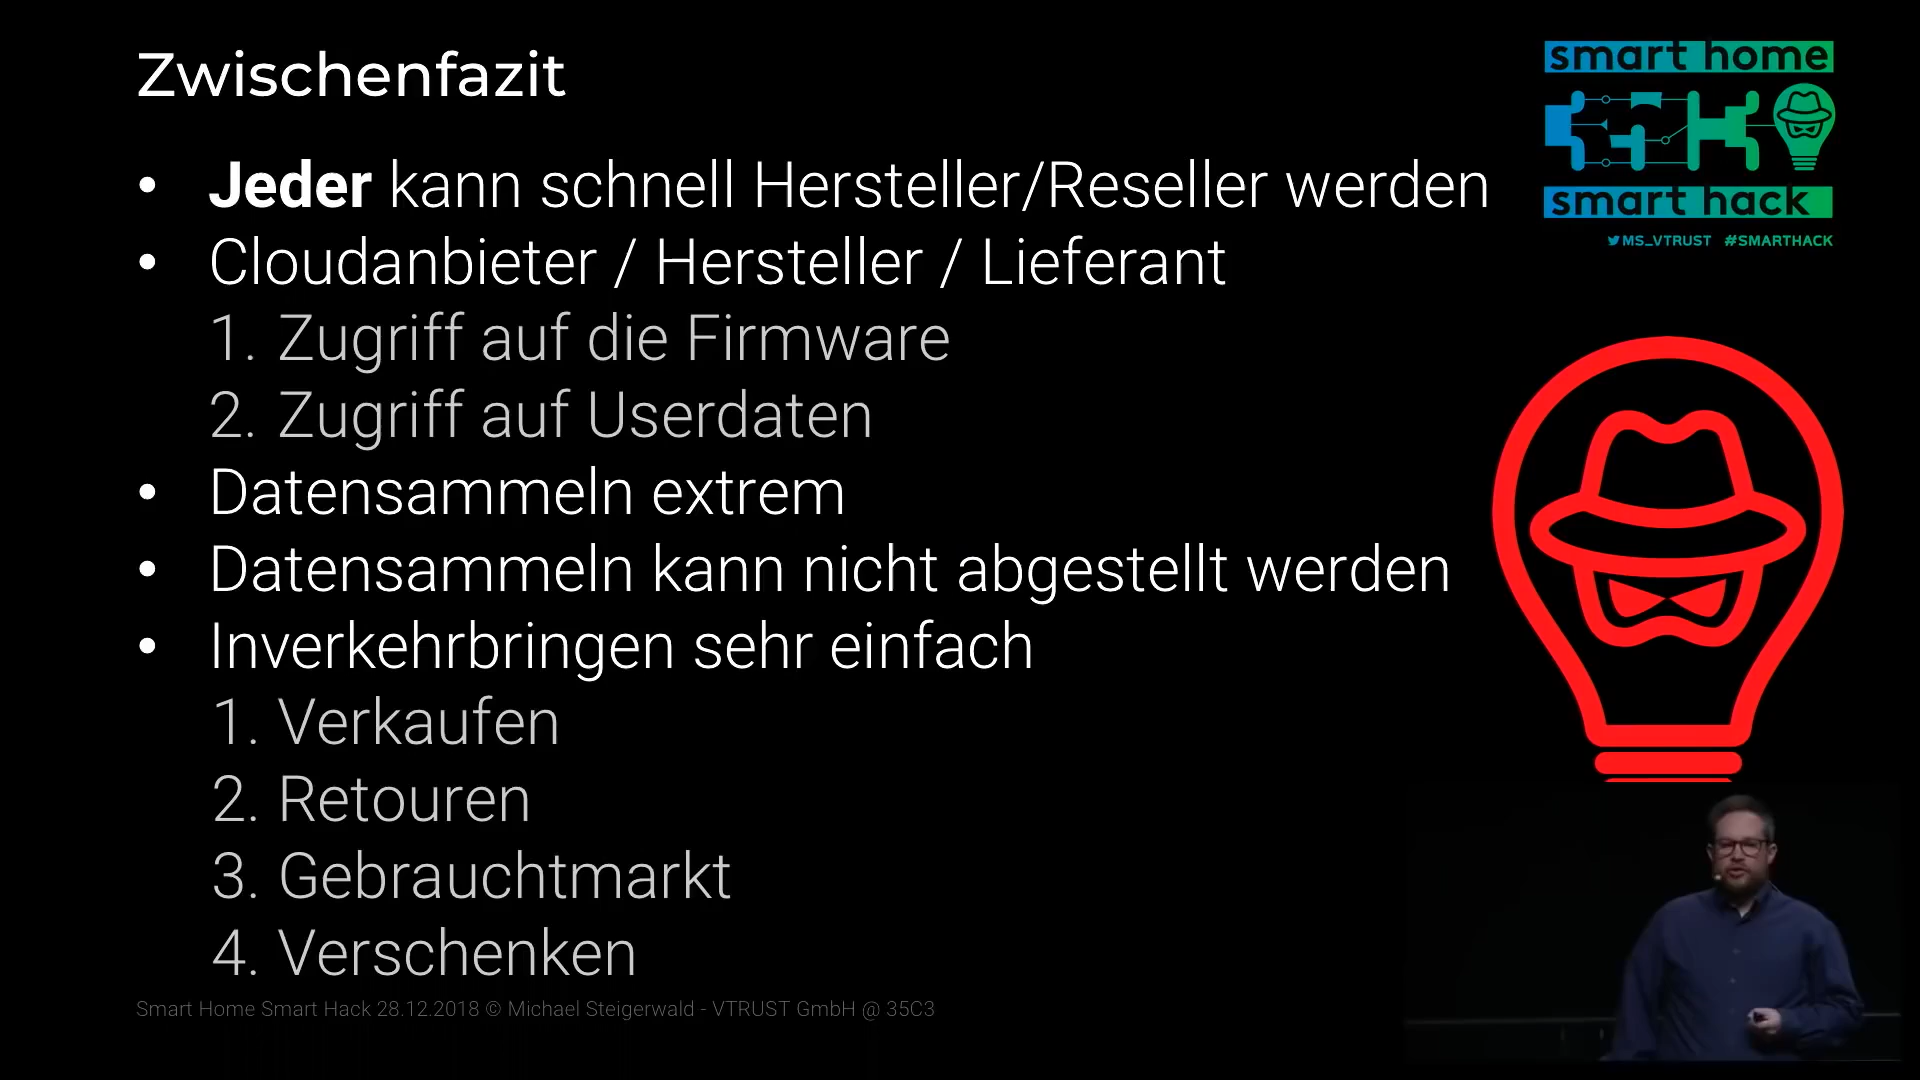 Zwischenfazit
• Jeder kann schnell Hersteller/Reseller werden
• Cloudanbieter / Hersteller / Lieferant
1. Zugriff auf die Firmware
2. Zugriff auf Userdaten
• Datensammeln extrem
• Datensammeln kann nicht abgestellt werden
• Inverkehrbringen sehr einfach
1. Verkaufen
2. Retouren
3. Gebrauchtmarkt
4. Verschenken
Smart Home Smart Hack 28.12.2018 © Michael Steigerwald - VTRUST GmbH @ 35C3
smart home
smart hack
MS_VTRUST #SMARTHACK